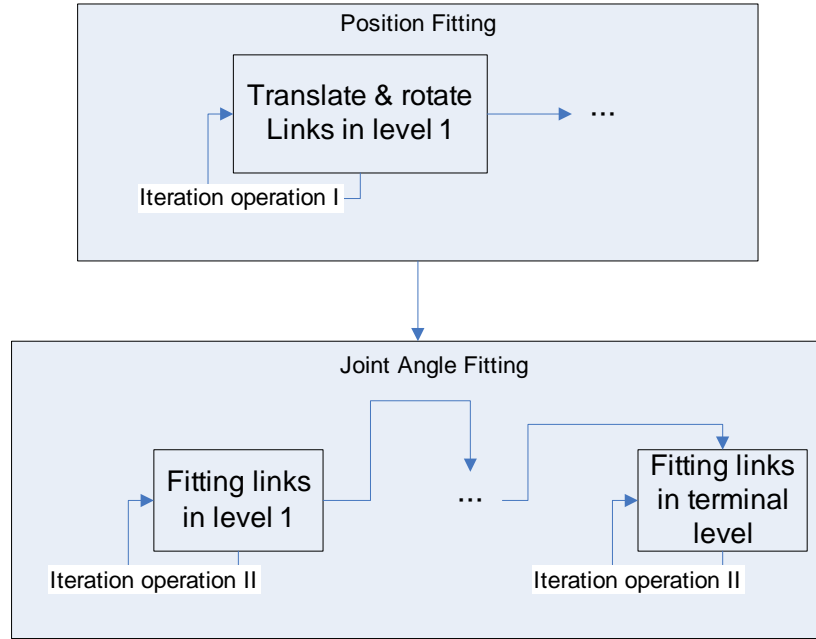 Position Fitting
Translate & rotate
Links in level 1
...
Iteration operation I
Joint Angle Fitting
Fitting links
in level 1
...
Fitting links
in terminal
level
Iteration operation II
Iteration operation II